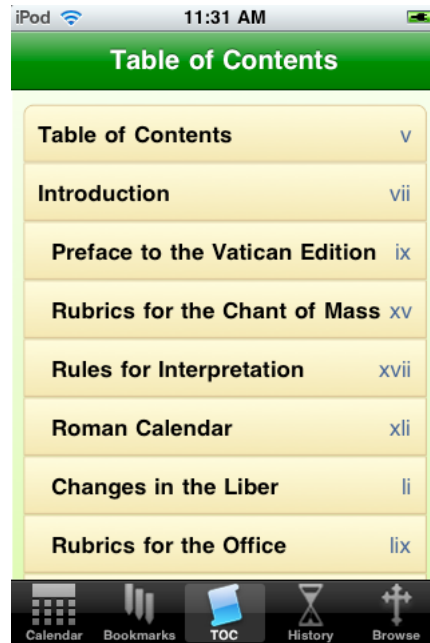 iPod 11:31 AM
Table of Contents
Table of Contents v
Introduction vii
Preface to the Vatican Edition ix
Rubrics for the Chant of Mass xv
Rules for Interpretation xvii
Roman Calendar xli
Changes in the Liber li
Rubrics for the Office lix
Calendar Bookmarks TOC History Browse